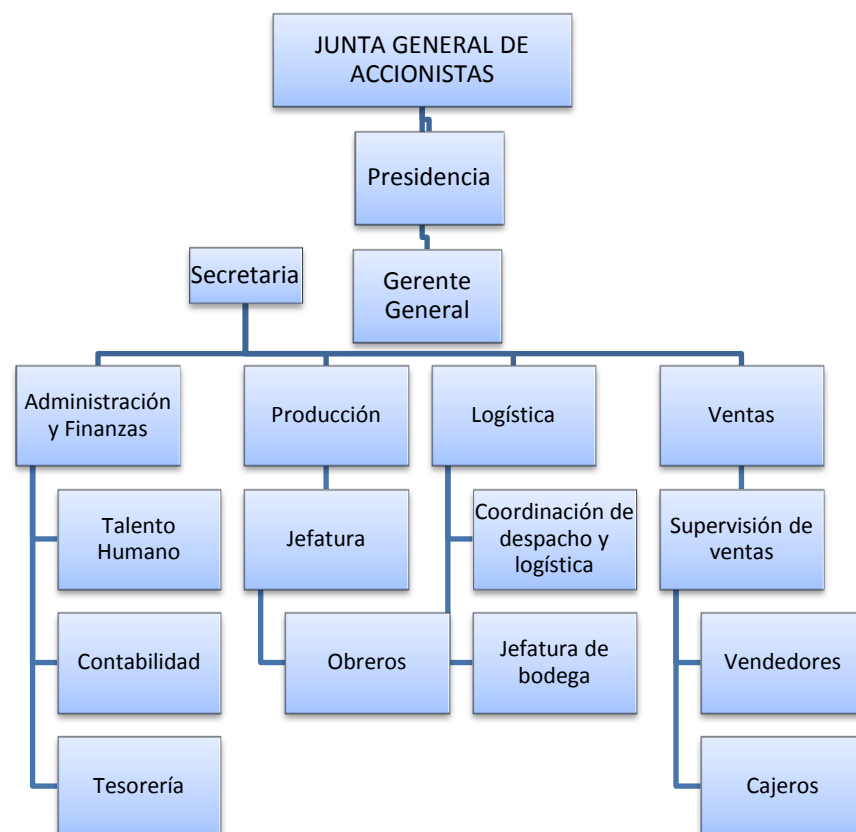 JUNTA GENERAL DE
ACCIONISTAS
Presidencia
Secretaria
Gerente
General
Administración
y Finanzas
Producción
Logística
Ventas
Talento
Humano
Jefatura
Coordinación de
despacho y
logística
Supervisión de
ventas
Contabilidad
Obreros
Jefatura de
bodega
Vendedores
Tesorería
Cajeros